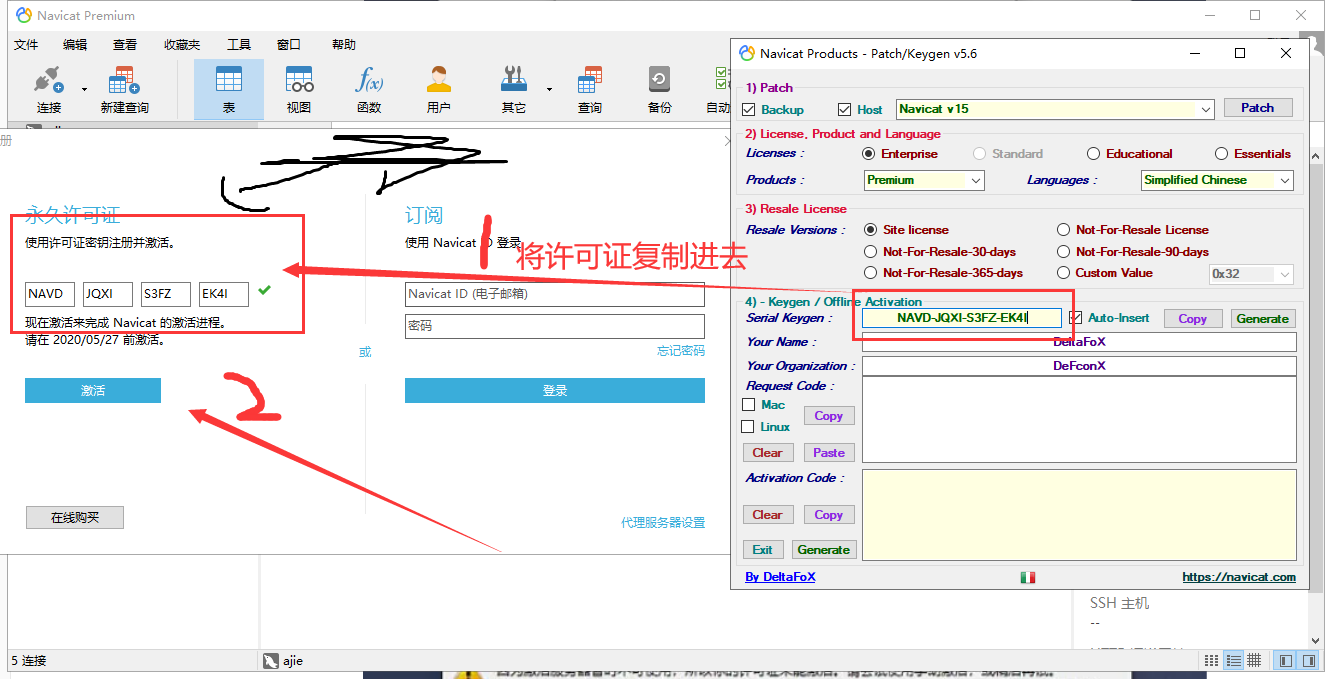 Navicat Premium
文件 编辑 查看 收藏夹 工具 窗口 帮助
连接 新建查询 表 视图 函数 用户 其它 查询 备份 自动
册
永久许可证
使用许可证密钥注册并激活。
NAVD JQXI S3FZ EK4I
现在激活来完成 Navicat 的激活进程。
请在 2020/05/27 前激活。
激活
在线购买
或
订阅
使用 Navicat ID 登录
Navicat ID (电子邮箱)
密码
忘记密码
登录
代理服务器设置
1
将许可证复制进去
2
Navicat Products - Patch/Keygen v5.6
1) Patch
Backup Host Navicat v15 Patch
2) License, Product and Language
Licenses : Enterprise Standard Educational Essentials
Products : Premium Languages : Simplified Chinese
3) Resale License
Resale Versions : Site license Not-For-Resale License
Not-For-Resale-30-days Not-For-Resale-90-days
Not-For-Resale-365-days Custom Value 0x32
4) - Keygen / Offline Activation
Serial Keygen : NAVD-JQXI-S3FZ-EK4I Auto-Insert Copy Generate
Your Name : DeltaFoX
Your Organization : DeFconX
Request Code :
Mac
Copy
Linux
Clear Paste
Activation Code :
Clear Copy
Exit Generate
By DeltaFoX https://navicat.com
SSH 主机
--
5 连接 ajie